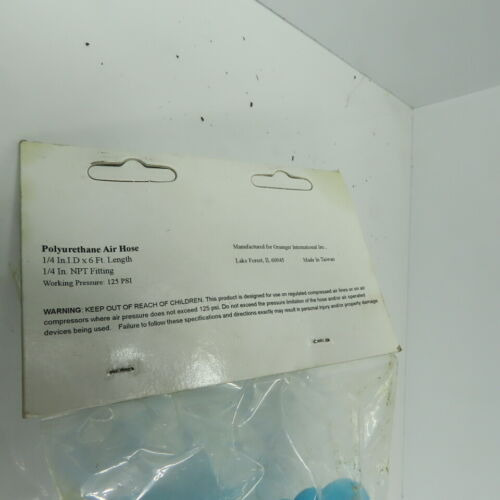 Polyurethane Air Hose
1/4 In.I D x 6 Ft. Length
1/4 In. NPT Fitting
Working Pressure: 125 PSI
Manufactured for Grainger International Inc..
Lake Forest, IL 60045 Made In Taiwan
WARNING: KEEP OUT OF REACH OF CHILDREN. This product is designed for use on regulated compressed air lines or on air
compressors where air pressure does not exceed 125 psi. Do not exceed the pressure limitation of the hose and/or air operated
devices being used. Failure to follow these specifications and directions exactly may result in personal injury and/or property damage.